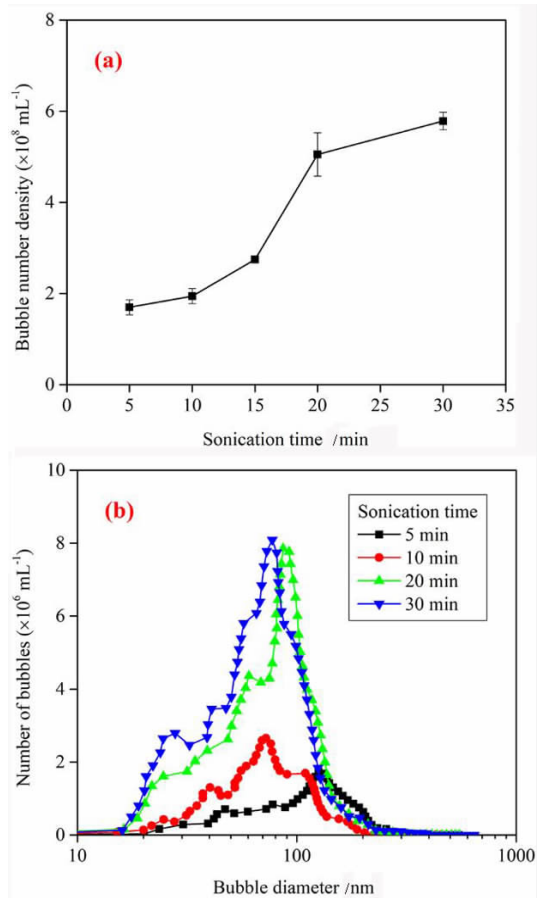 (a)
Bubble number density (×10⁸ mL⁻¹)
8
6
4
2
0
0 5 10 15 20 25 30 35
Sonication time /min
(b)
Number of bubbles (×10⁶ mL⁻¹)
10
8
6
4
2
0
Sonication time
5 min
10 min
20 min
30 min
10 100 1000
Bubble diameter /nm